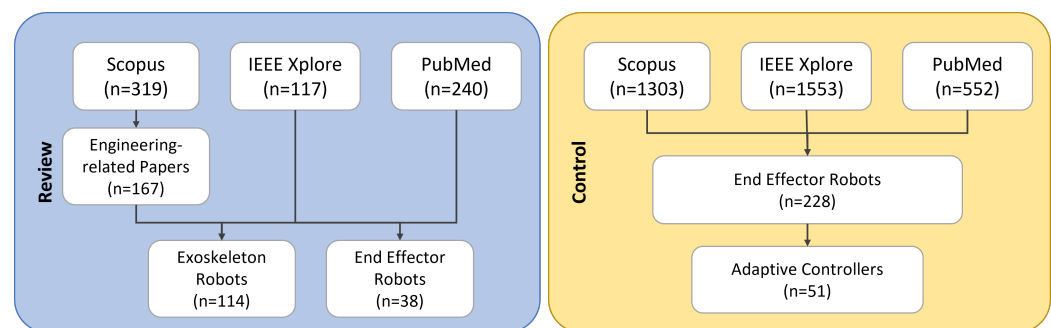 Review
Scopus
(n=319)
IEEE Xplore
(n=117)
PubMed
(n=240)
Engineering-
related Papers
(n=167)
Exoskeleton
Robots
(n=114)
End Effector
Robots
(n=38)
Control
Scopus
(n=1303)
IEEE Xplore
(n=1553)
PubMed
(n=552)
End Effector Robots
(n=228)
Adaptive Controllers
(n=51)